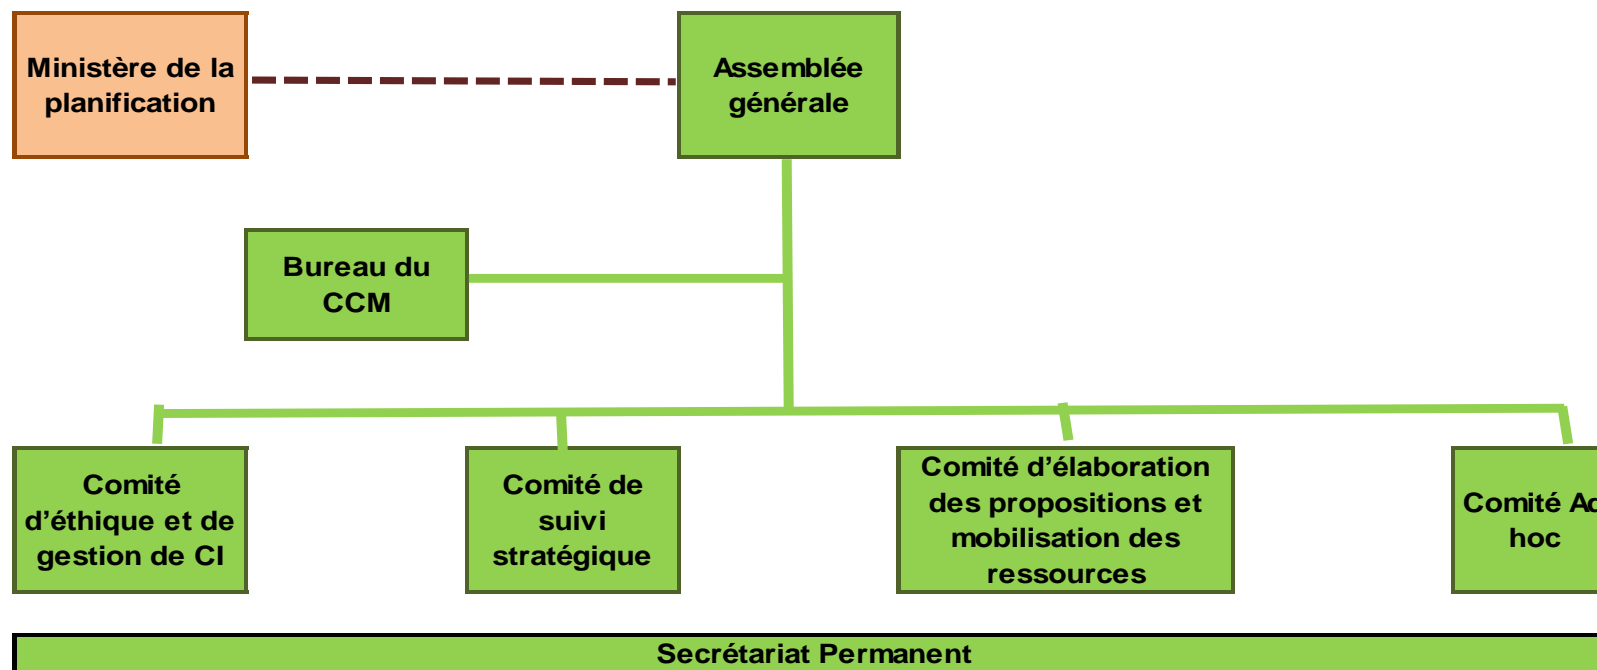 Ministère de la
planification
Assemblée
générale
Bureau du
CCM
Comité
d’éthique et de
gestion de CI
Comité de
suivi
stratégique
Comité d’élaboration
des propositions et
mobilisation des
ressources
Comité Ad
hoc
Secrétariat Permanent